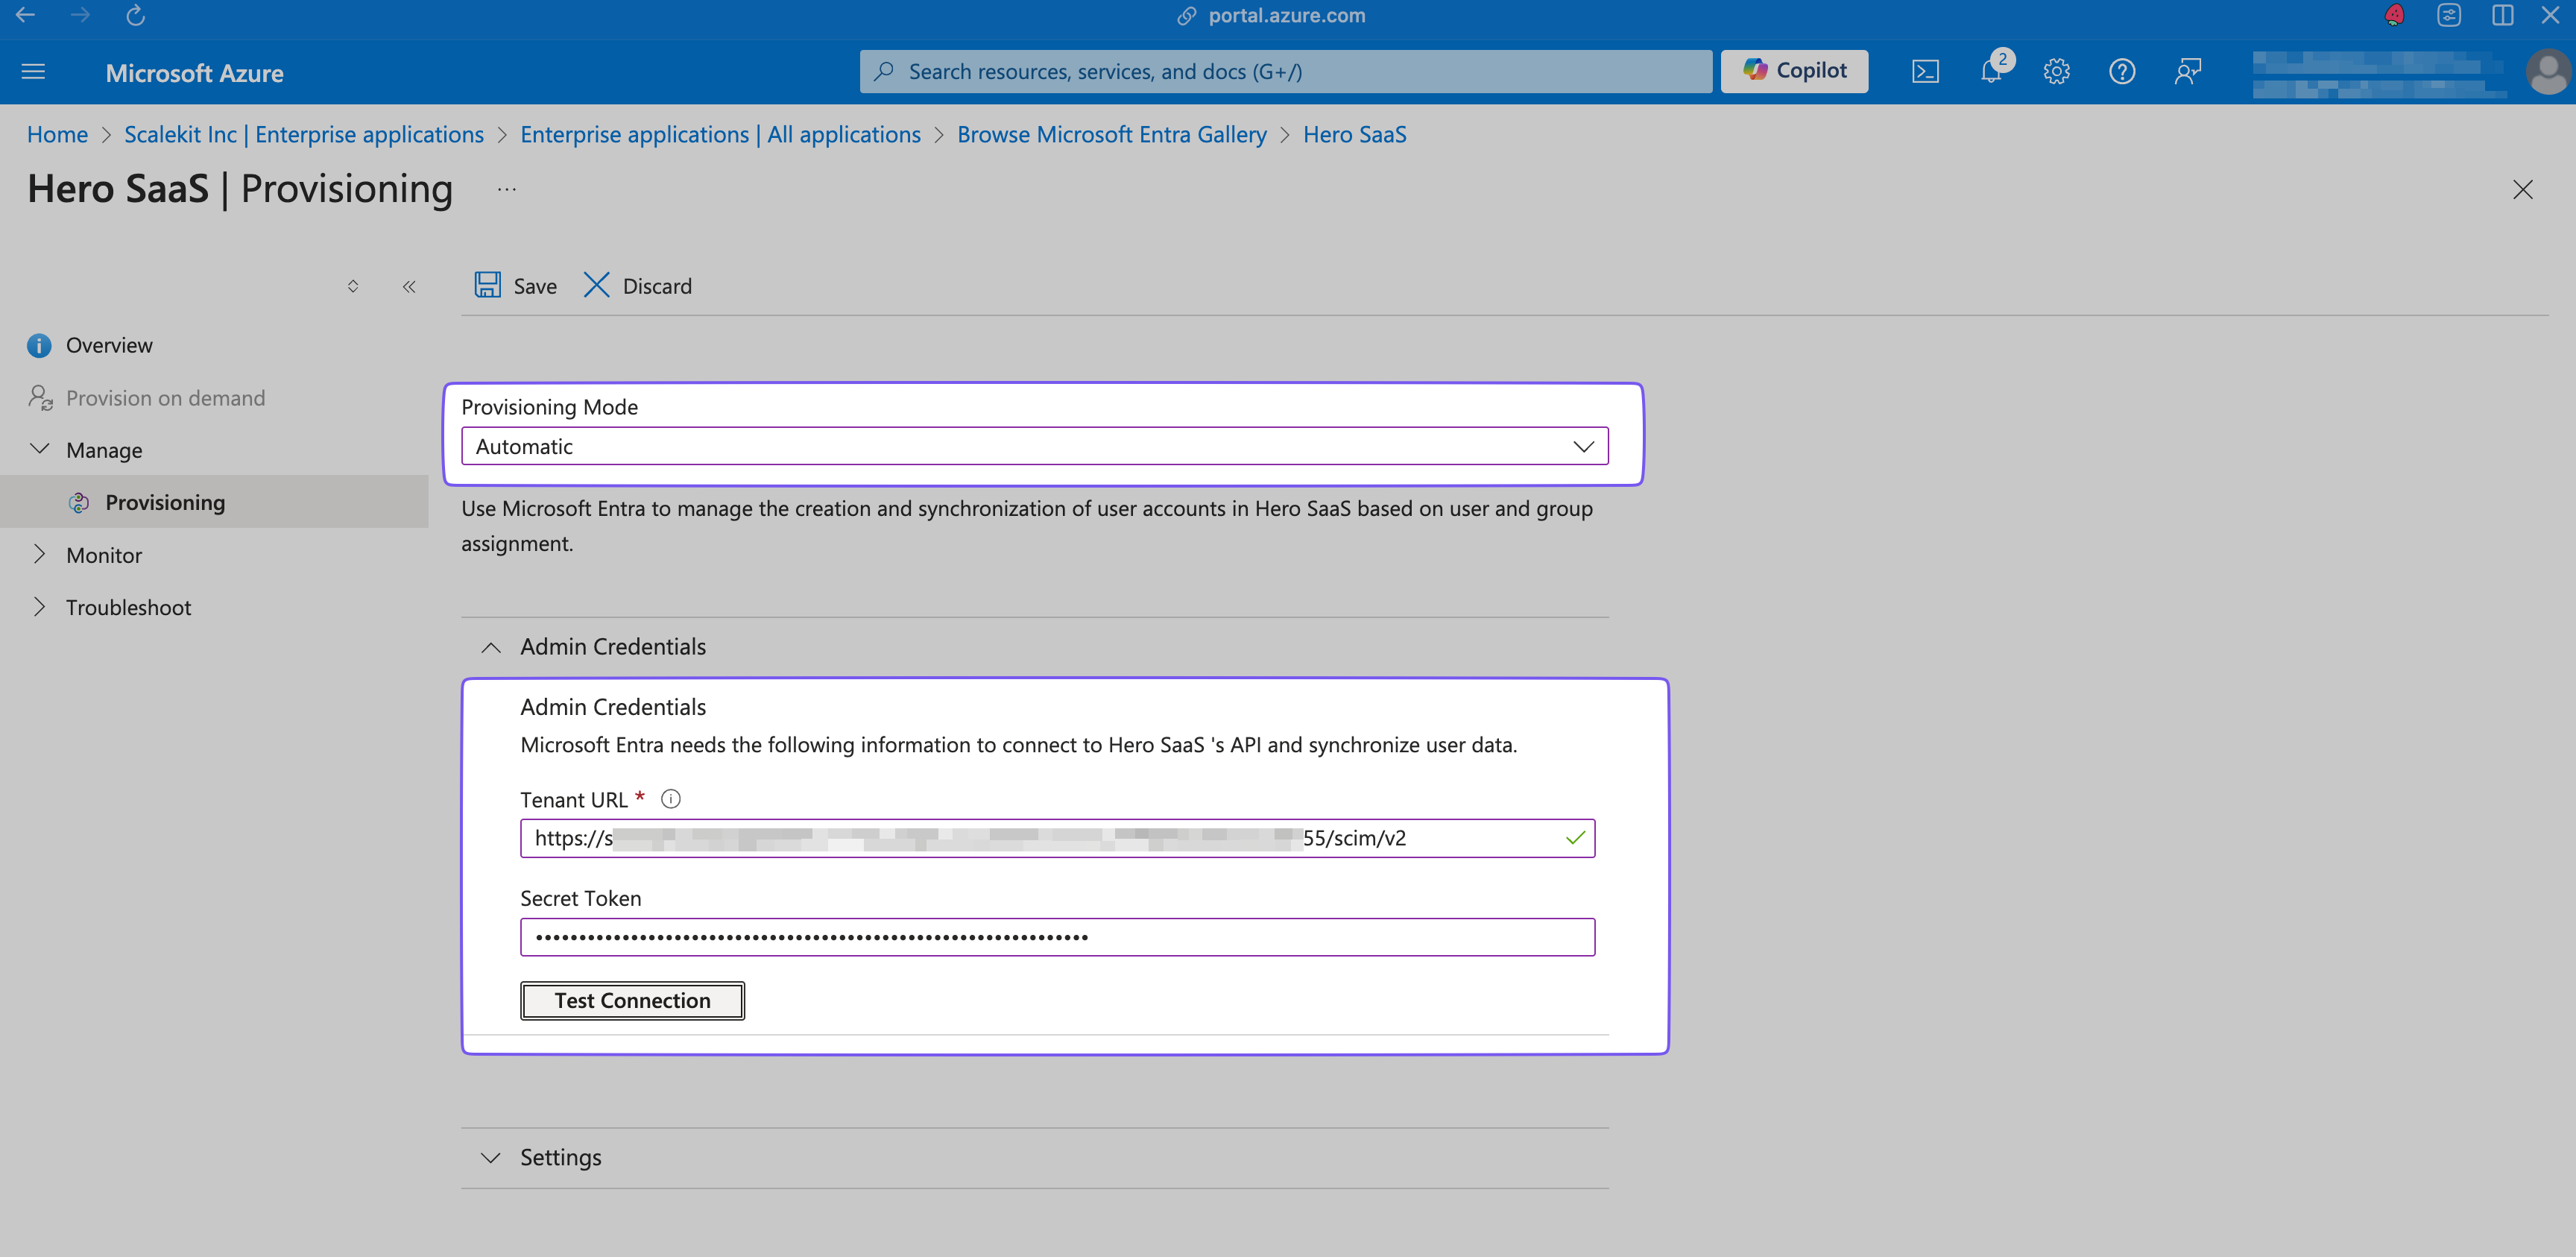 portal.azure.com
Microsoft Azure
Search resources, services, and docs (G+/)
Copilot
2
Home > Scalekit Inc | Enterprise applications > Enterprise applications | All applications > Browse Microsoft Entra Gallery > Hero SaaS
Hero SaaS | Provisioning ...
Save
Discard
Overview
Provision on demand
Manage
Provisioning
Monitor
Troubleshoot
Provisioning Mode
Automatic
Use Microsoft Entra to manage the creation and synchronization of user accounts in Hero SaaS based on user and group
assignment.
Admin Credentials
Admin Credentials
Microsoft Entra needs the following information to connect to Hero SaaS 's API and synchronize user data.
Tenant URL *
https://s 55/scim/v2
Secret Token
Test Connection
Settings